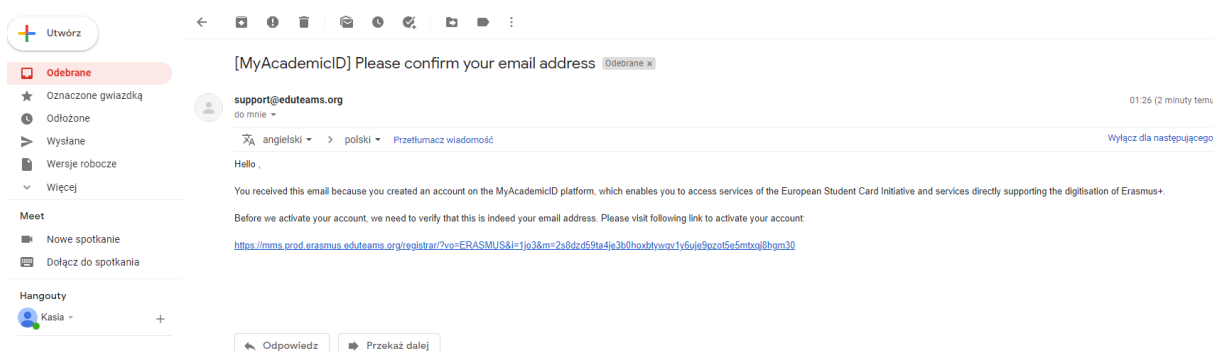 Utwórz
Odebrane
Oznaczone gwiazdką
Odłożone
Wysłane
Wersje robocze
Więcej
Meet
Nowe spotkanie
Dołącz do spotkania
Hangouty
Kasia
[MyAcademicID] Please confirm your email address Odebrane x
support@eduteams.org 01:26 (2 minuty temu
do mnie
angielski > polski Przetłumacz wiadomość Wyłącz dla następującego
Hello ,
You received this email because you created an account on the MyAcademicID platform, which enables you to access services of the European Student Card Initiative and services directly supporting the digitisation of Erasmus+.
Before we activate your account, we need to verify that this is indeed your email address. Please visit following link to activate your account:
https://mms.prod.erasmus.eduteams.org/registrar/?vo=ERASMUS&i=1jo3&m=2s8dzd59ta4je3b0hoxbtywqv1y6uje9pzot5e5mtxqj8hgm30
Odpowiedz Przekaż dalej